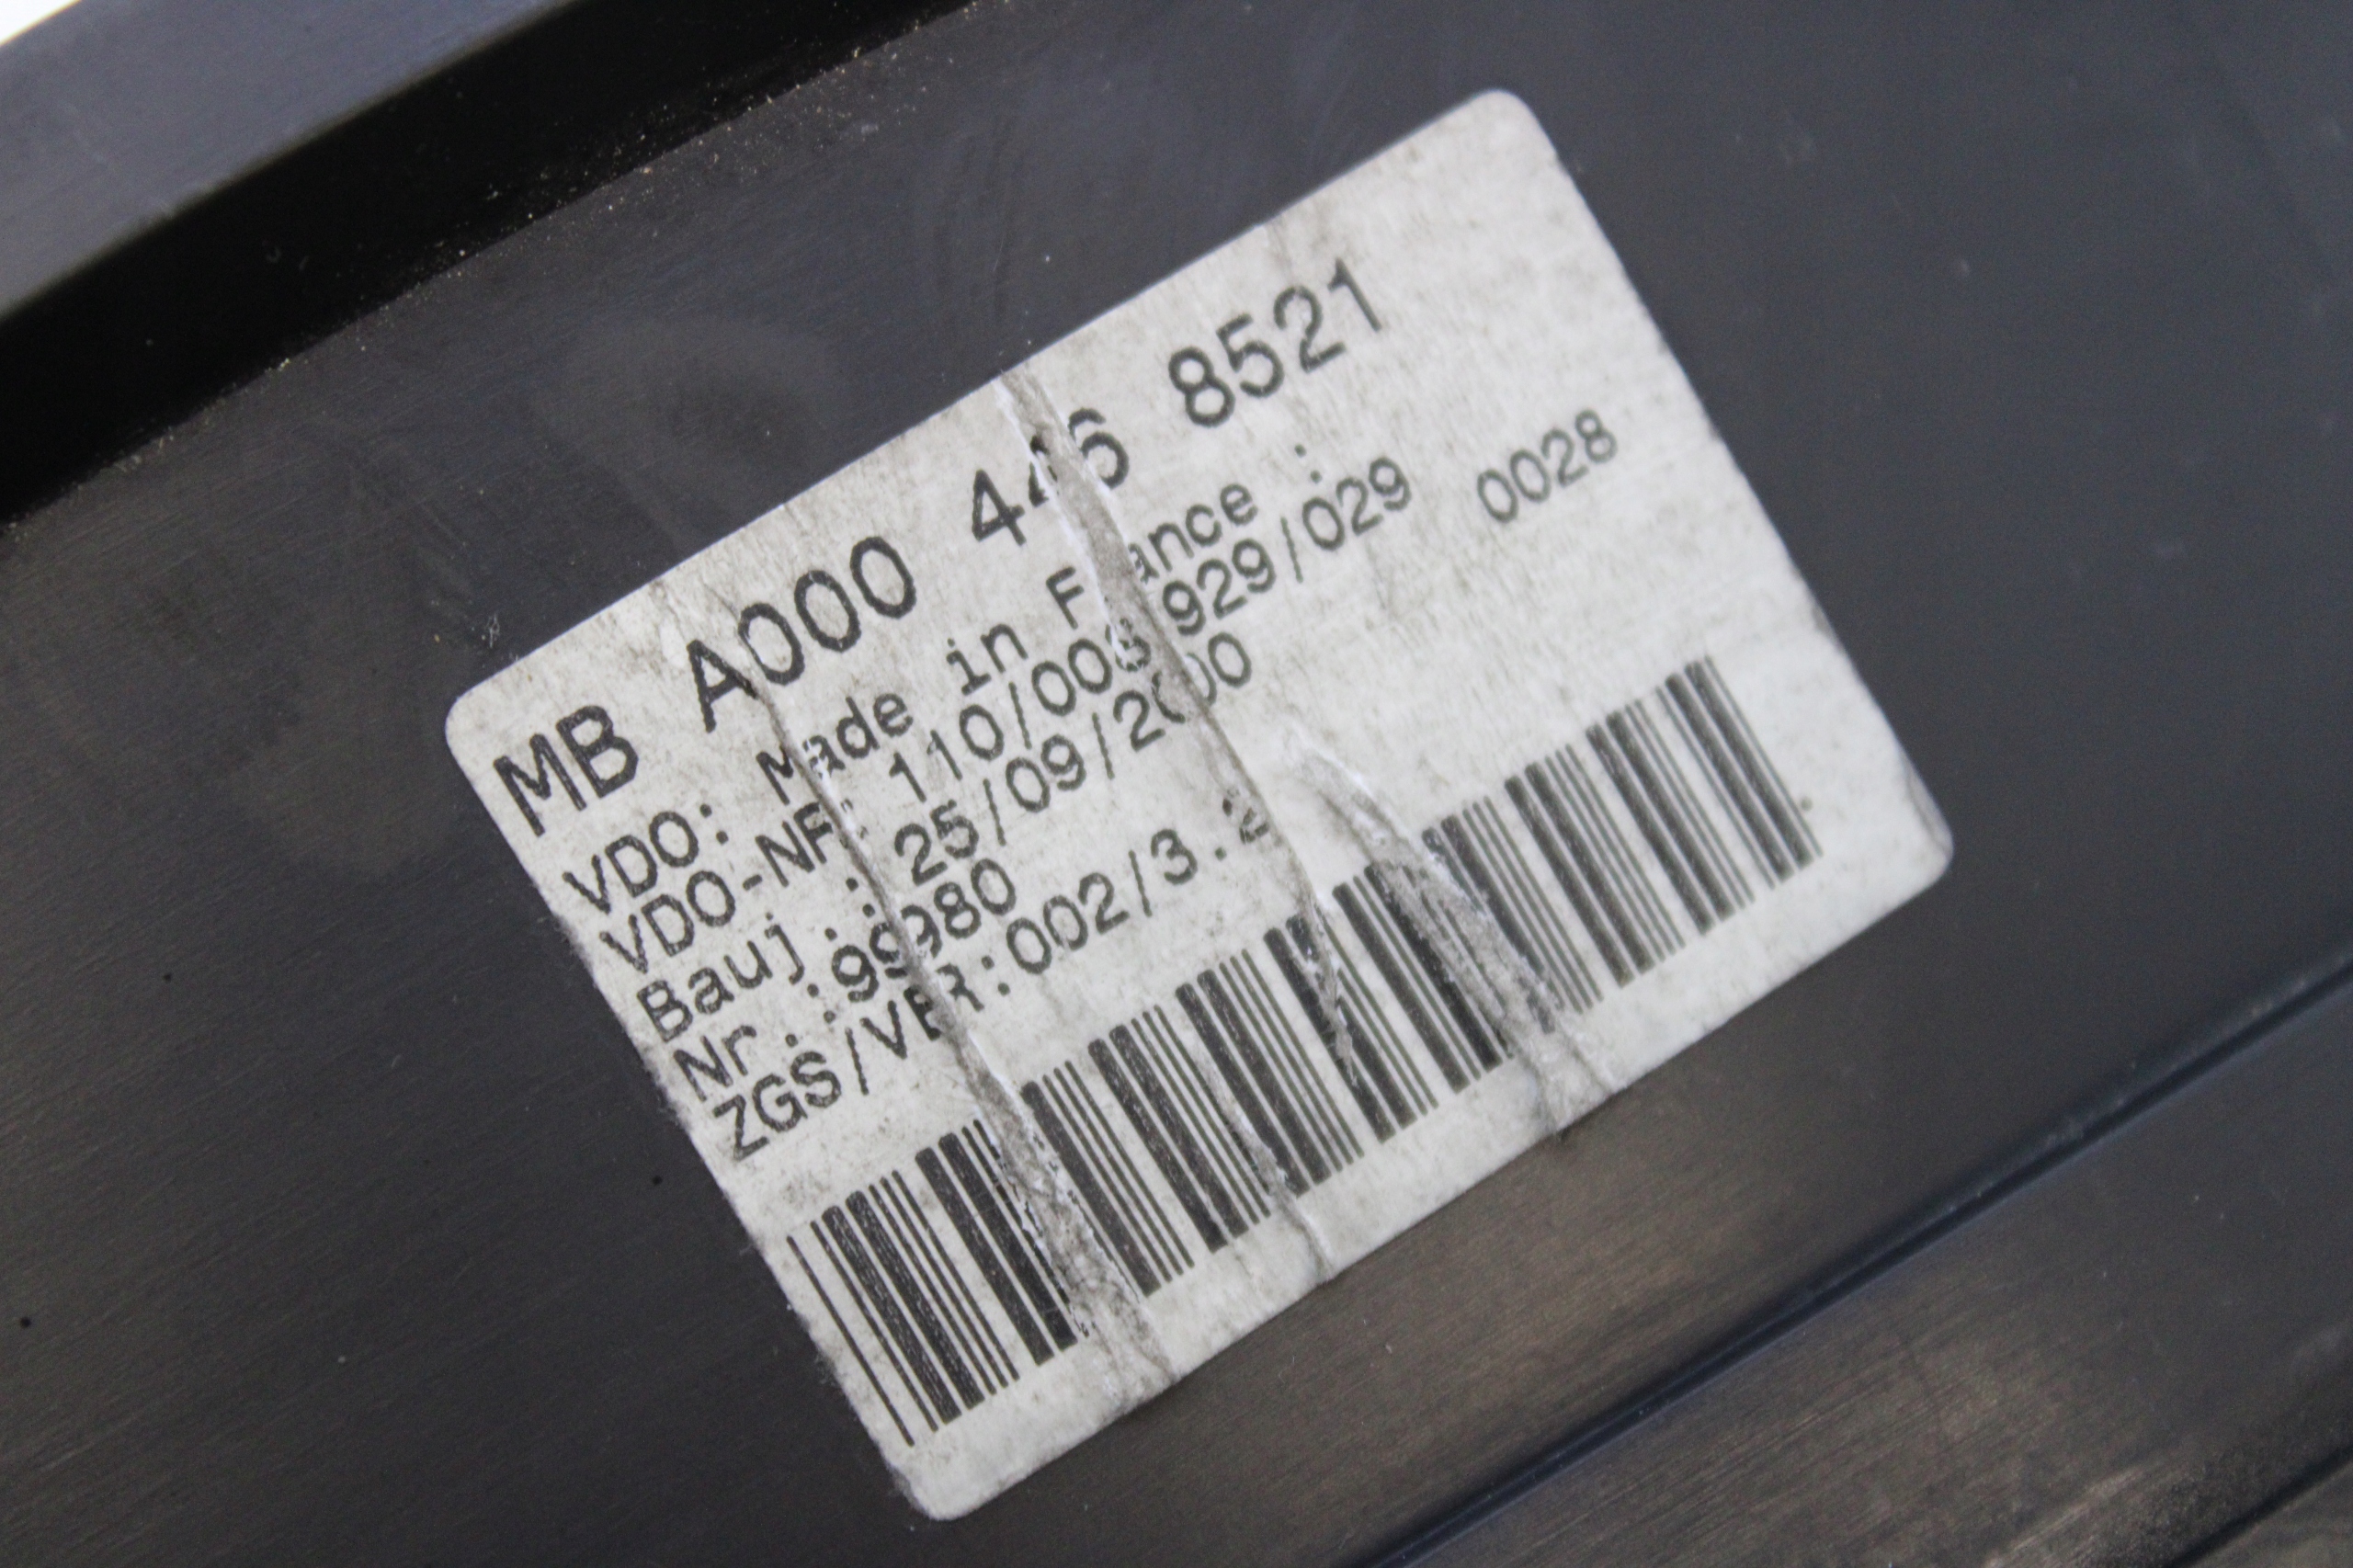 MB A000 446 8521
VDO: Made in France :
VDO-NR: 110/008 929/029 0028
Bauj.: 25/09/2000
Nr.:99980
ZGS/VER:002/3.2